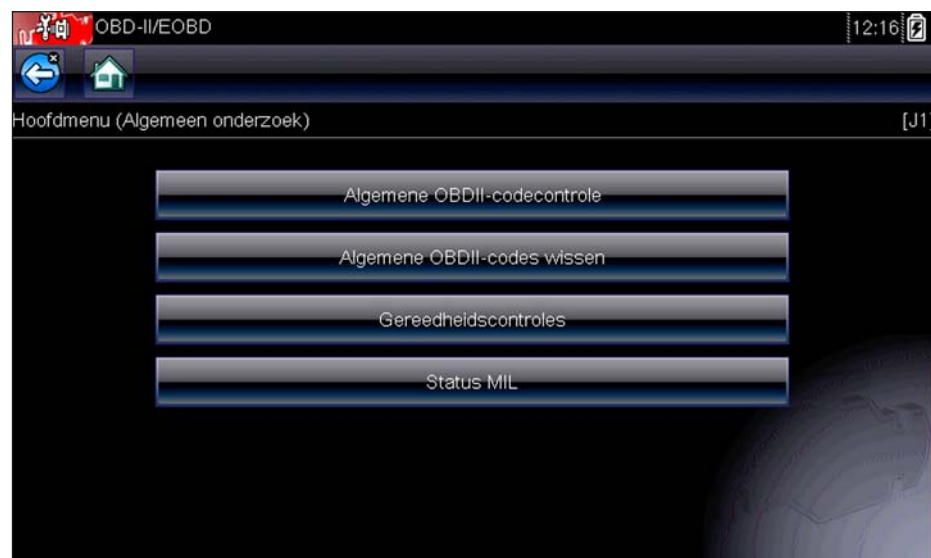 OBD-II/EOBD 12:16
Hoofdmenu (Algemeen onderzoek) [J1]
Algemene OBDII-codecontrole
Algemene OBDII-codes wissen
Gereedheidscontroles
Status MIL